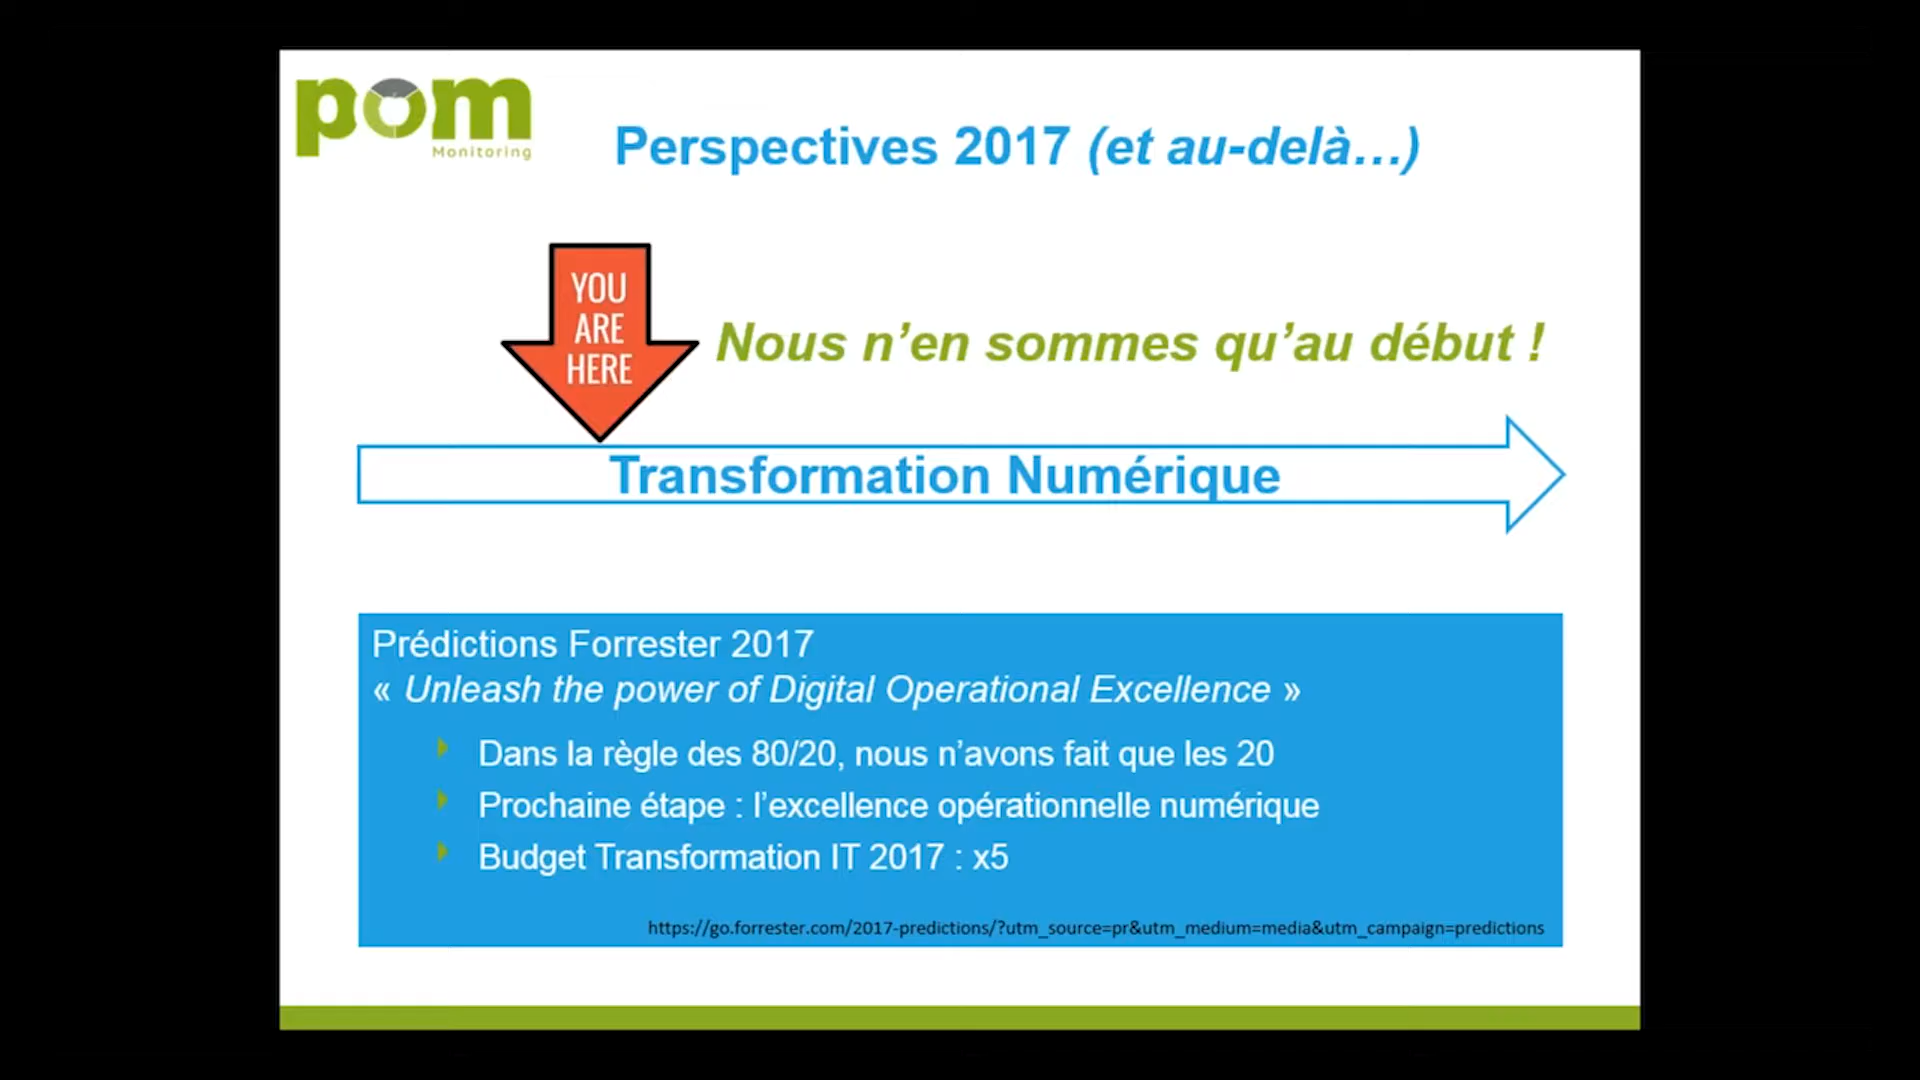 pom
Monitoring
Perspectives 2017 (et au-delà…)
YOU
ARE
HERE
Nous n’en sommes qu’au début !
Transformation Numérique
Prédictions Forrester 2017
« Unleash the power of Digital Operational Excellence »
Dans la règle des 80/20, nous n’avons fait que les 20
Prochaine étape : l’excellence opérationnelle numérique
Budget Transformation IT 2017 : x5
https://go.forrester.com/2017-predictions/?utm_source=pr&utm_medium=media&utm_campaign=predictions